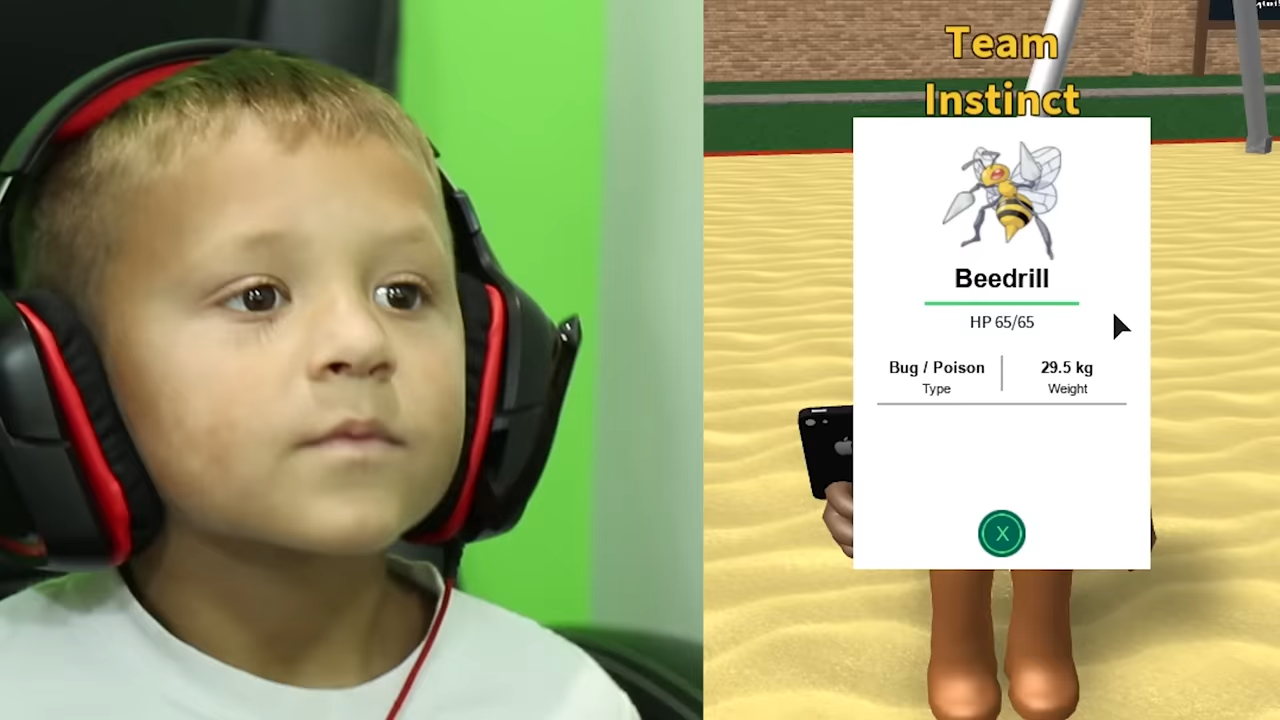 Team
Instinct
Beedrill
HP 65/65
Bug / Poison
29.5 kg
Type
Weight
X